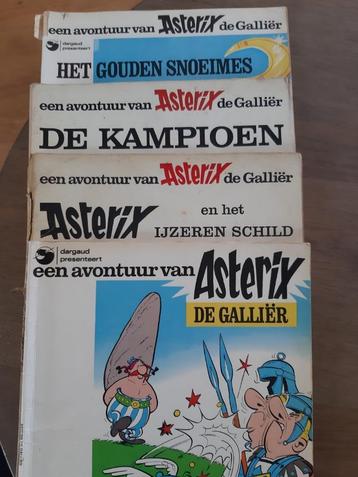 een avontuur van Asterix de Galliër
dargaud
presenteert
HET GOUDEN SNOEIMES
een avontuur van Asterix de Galliër
DE KAMPIOEN
een avontuur van Asterix de Galliër
Asterix en het
IJZEREN SCHILD
dargaud
presenteert
een avontuur van Asterix
DE GALLIËR